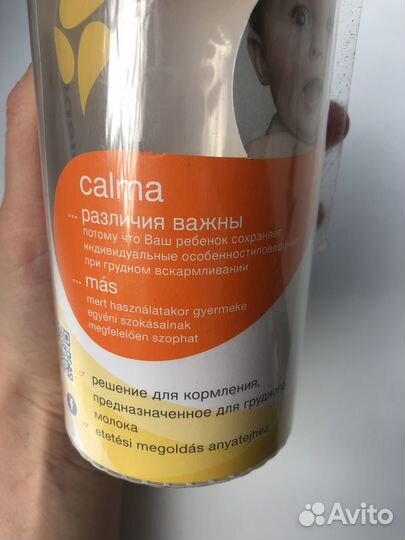 calma
... различия важны
потому что Ваш ребенок сохраняет
индивидуальные особенностиповедения
при грудном вскармливании
... más
mert használatakor gyermeke
egyéni szokásainak
megfelelően szophat
решение для кормления,
предназначенное для грудного
молока
etetési megoldás anyatejhez
Avito